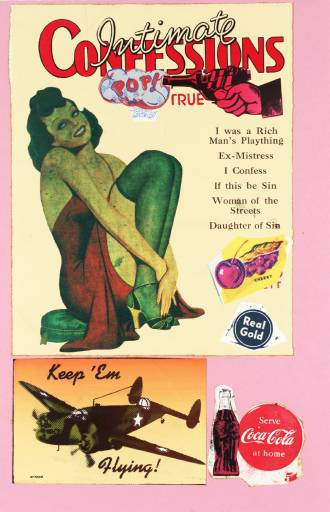 Intimate
CONFESSIONS
POP!
TRUE
I was a Rich
Man's Plaything
Ex-Mistress
I Confess
If this be Sin
Woman of the
Streets
Daughter of Sin
CHERRY
Real
Gold
Keep 'Em
Flying!
Serve
Coca-Cola
at home